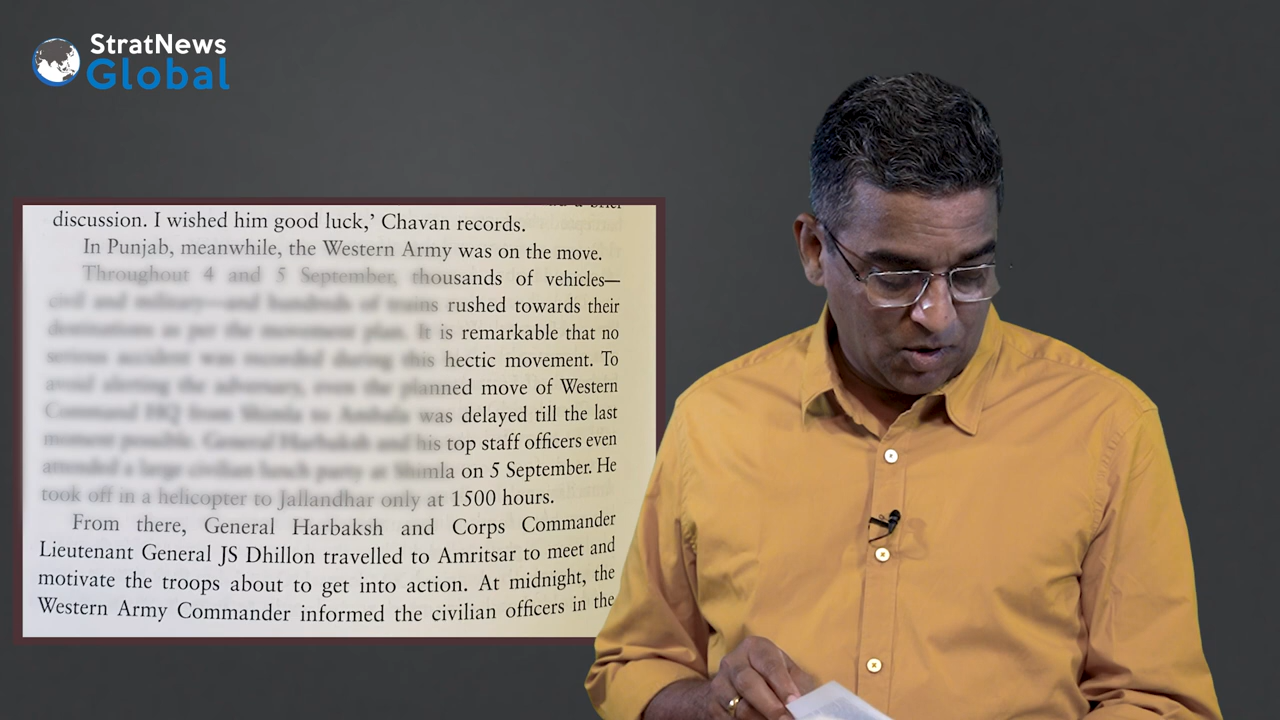 StratNews
Global
a brief
discussion. I wished him good luck,’ Chavan records.
In Punjab, meanwhile, the Western Army was on the move.
Throughout 4 and 5 September, thousands of vehicles—
civil and military—and hundreds of trains rushed towards their
destinations as per the movement plan. It is remarkable that no
serious accident was recorded during this hectic movement. To
avoid alerting the adversary, even the planned move of Western
Command HQ from Shimla to Ambala was delayed till the last
moment possible. General Harbaksh and his top staff officers even
attended a large civilian lunch party at Shimla on 5 September. He
took off in a helicopter to Jallandhar only at 1500 hours.
From there, General Harbaksh and Corps Commander
Lieutenant General JS Dhillon travelled to Amritsar to meet and
motivate the troops about to get into action. At midnight, the
Western Army Commander informed the civilian officers in the